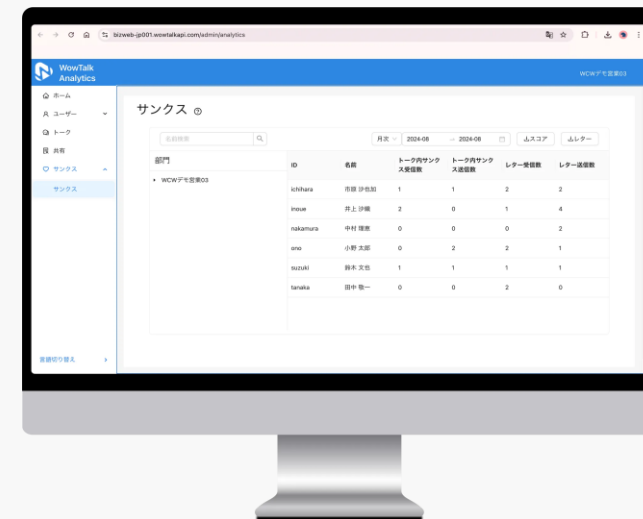 bizweb-jp001.wowtalkapi.com/admin/analytics
WowTalk
Analytics
WCWデモ営業03
ホーム
ユーザー
トーク
共有
サンクス
サンクス
言語切り替え
サンクス
名前検索
月次 2024-08 → 2024-08 スコア レター
部門
WCWデモ営業03
ID 名前 トーク内サンクス受信数 トーク内サンクス送信数 レター受信数 レター送信数
ichihara 市原 沙也加 1 1 2 2
inoue 井上 沙織 2 0 1 4
nakamura 中村 理恵 0 0 0 2
ono 小野 太郎 0 2 2 1
suzuki 鈴木 文也 1 1 1 1
tanaka 田中 敬一 0 0 2 0